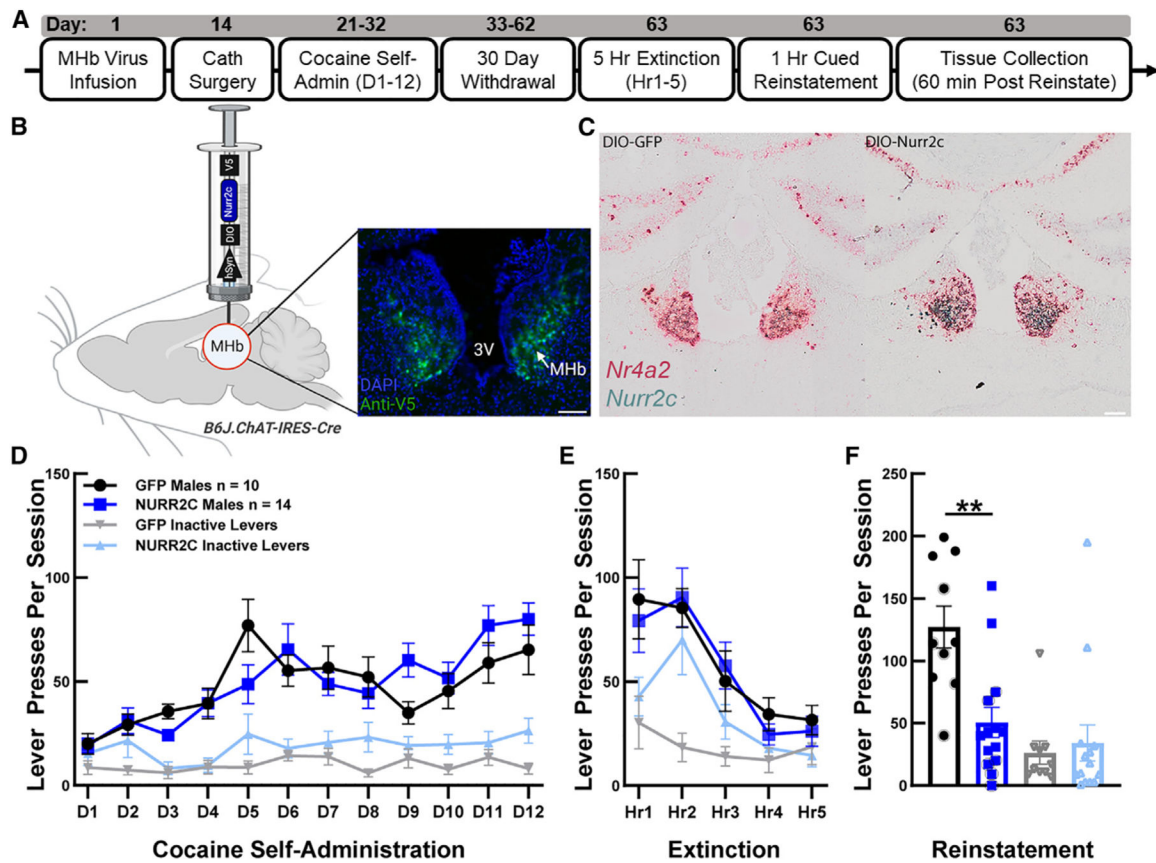 A
Day: 1 14 21-32 33-62 63 63 63
MHb Virus
Infusion
Cath
Surgery
Cocaine Self-
Admin (D1-12)
30 Day
Withdrawal
5 Hr Extinction
(Hr1-5)
1 Hr Cued
Reinstatement
Tissue Collection
(60 min Post Reinstate)
B
V5
Nurr2c
DIO
hSyn
MHb
B6J.ChAT-IRES-Cre
3V
MHb
DAPI
Anti-V5
C
DIO-GFP
DIO-Nurr2c
Nr4a2
Nurr2c
D
Lever Presses Per Session
150
100
50
0
GFP Males n = 10
NURR2C Males n = 14
GFP Inactive Levers
NURR2C Inactive Levers
D1 D2 D3 D4 D5 D6 D7 D8 D9 D10 D11 D12
Cocaine Self-Administration
E
Lever Presses Per Session
150
100
50
0
Hr1 Hr2 Hr3 Hr4 Hr5
Extinction
F
Lever Presses Per Session
250
200
150
100
50
0
**
Reinstatement